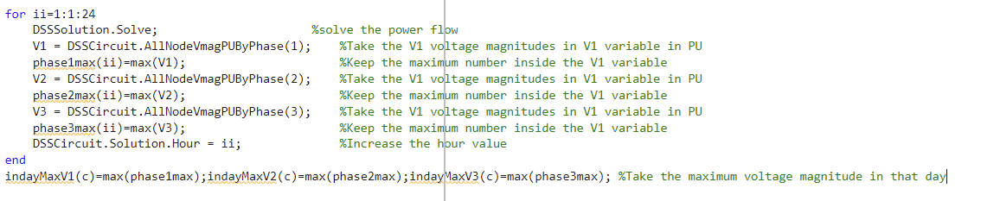 for ii=1:1:24
DSSSolution.Solve; %solve the power flow
V1 = DSSCircuit.AllNodeVmagPUByPhase(1); %Take the V1 voltage magnitudes in V1 variable in PU
phase1max(ii)=max(V1); %Keep the maximum number inside the V1 variable
V2 = DSSCircuit.AllNodeVmagPUByPhase(2); %Take the V1 voltage magnitudes in V1 variable in PU
phase2max(ii)=max(V2); %Keep the maximum number inside the V1 variable
V3 = DSSCircuit.AllNodeVmagPUByPhase(3); %Take the V1 voltage magnitudes in V1 variable in PU
phase3max(ii)=max(V3); %Keep the maximum number inside the V1 variable
DSSCircuit.Solution.Hour = ii; %Increase the hour value
end
indayMaxV1(c)=max(phase1max);indayMaxV2(c)=max(phase2max);indayMaxV3(c)=max(phase3max); %Take the maximum voltage magnitude in that day